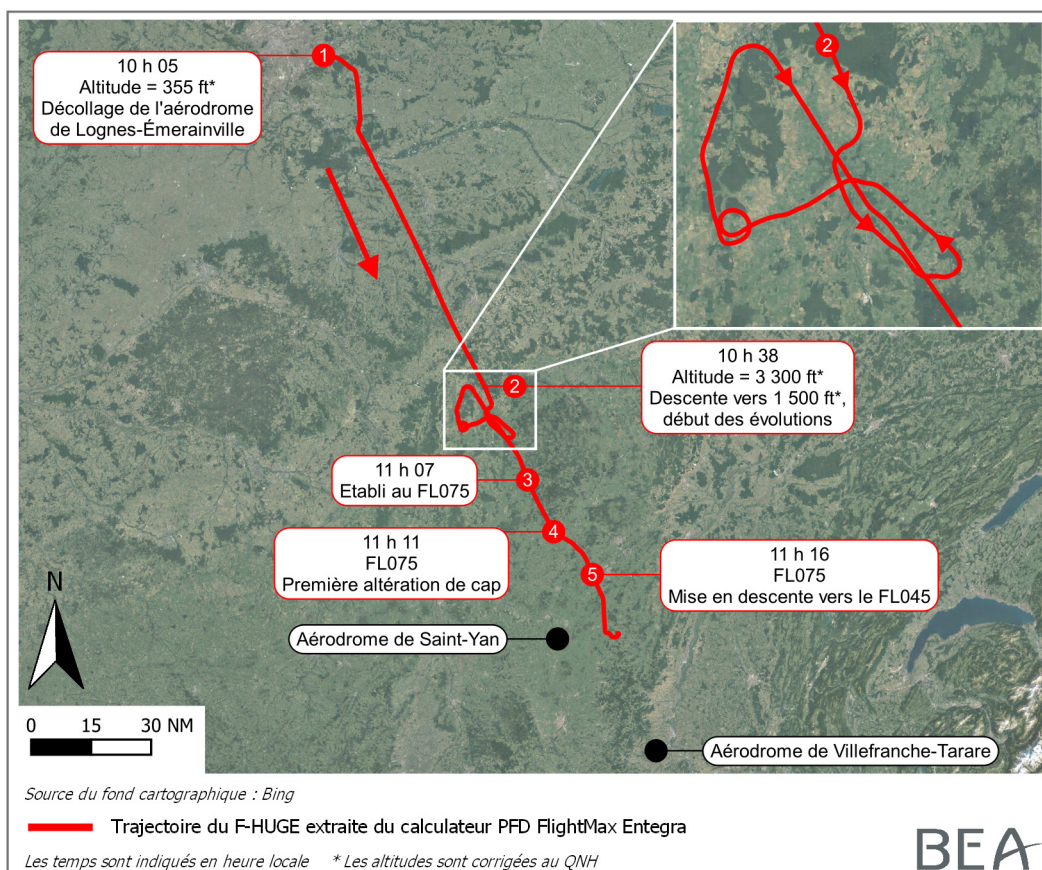 1
10 h 05
Altitude = 355 ft*
Décollage de l'aérodrome
de Lognes-Émerainville
2
2
10 h 38
Altitude = 3 300 ft*
Descente vers 1 500 ft*,
début des évolutions
11 h 07
Etabli au FL075
3
11 h 11
FL075
Première altération de cap
4
5
11 h 16
FL075
Mise en descente vers le FL045
N
Aérodrome de Saint-Yan
0 15 30 NM
Aérodrome de Villefranche-Tarare
Source du fond cartographique : Bing
Trajectoire du F-HUGE extraite du calculateur PFD FlightMax Entegra
Les temps sont indiqués en heure locale * Les altitudes sont corrigées au QNH
BEA